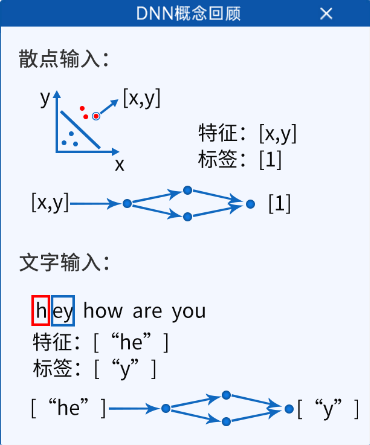 DNN概念回顾
散点输入：
y
[x,y]
x
特征：[x,y]
标签：[1]
[x,y]
[1]
文字输入：
hey how are you
特征：[ “he” ]
标签：[ “y” ]
[ “he” ]
[ “y” ]